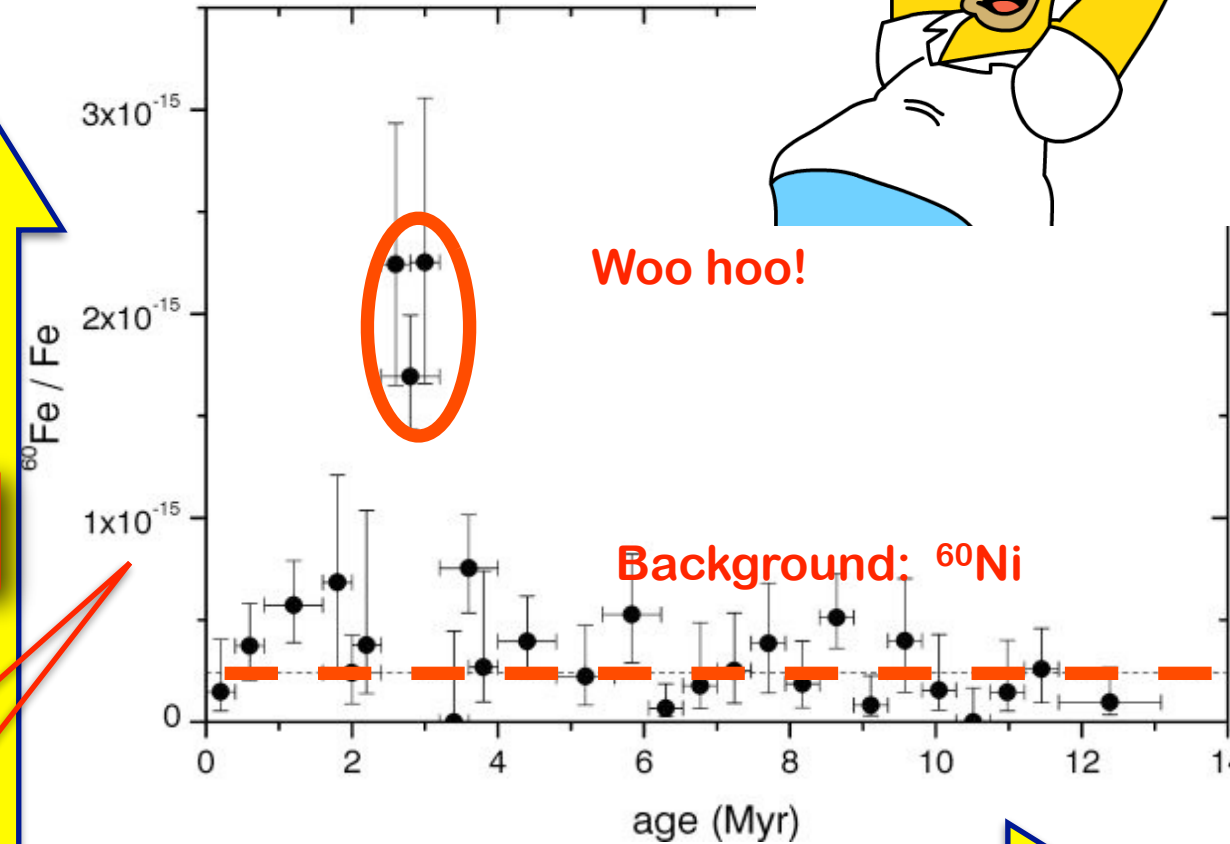 3x10⁻¹⁵
Woo hoo!
2x10⁻¹⁵
⁶⁰Fe / Fe
1x10⁻¹⁵
Background: ⁶⁰Ni
0
0 2 4 6 8 10 12
age (Myr)